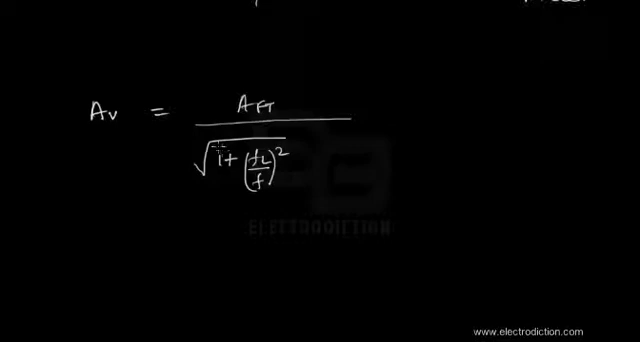 Av = AFT / √(1 + (fL/f)²)
ELECTRODICTION
www.electrodiction.com